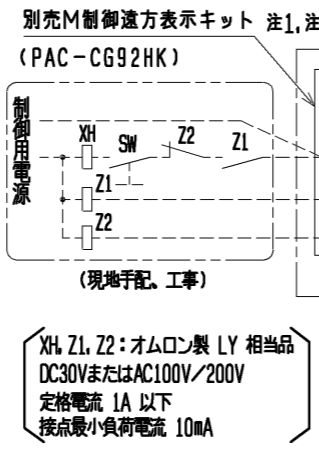 別売M制御遠方表示キット 注1,注
(PAC-CG92HK)
制御用電源
XH SW Z2 Z1
Z1
Z2
(現地手配、工事)
XH, Z1, Z2:オムロン製 LY 相当品
DC30VまたはAC100V/200V
定格電流 1A 以下
接点最小負荷電流 10mA